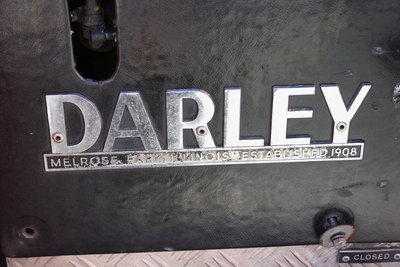 DARLEY
MELROSE PARK, ILLINOIS - ESTABLISHED 1908
CLOSED